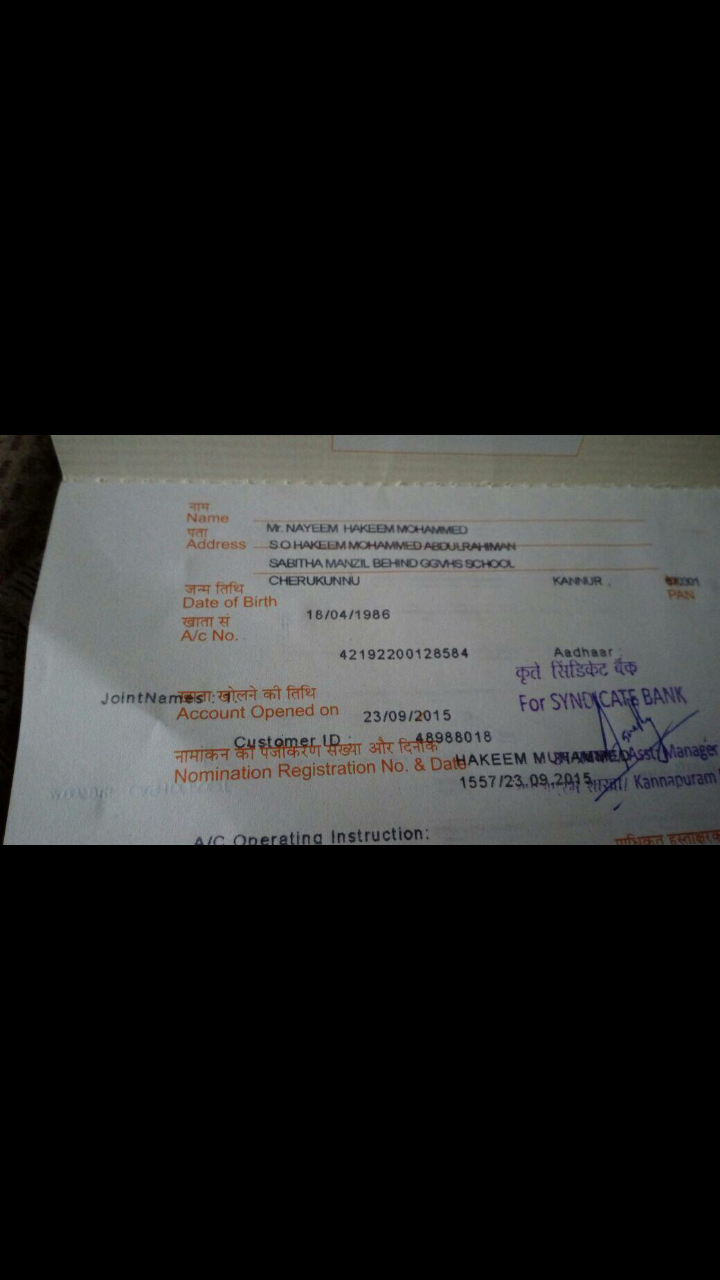 नाम
Name Mr. NAYEEM HAKEEM MOHAMMED
पता
Address S O HAKEEM MOHAMMED ABDULRAHIMAN
SABITHA MANZIL BEHIND GGVHS SCHOOL
CHERUKUNNU KANNUR
जन्म तिथि PAN
Date of Birth 18/04/1986
खाता सं
A/c No. 42192200128584 Aadhaar
कृते सिंडिकेट बैंक
For SYNDICATE BANK
JointNames : 1. खाता खोलने की तिथि
Account Opened on 23/09/2015
Customer ID : 48988018
नामांकन का पंजीकरण संख्या और दिनांक HAKEEM MUHAMMED Asst. Manager
Nomination Registration No. & Date 1557/23.09.2015 शाखा/ Kannapuram
A/C Operating Instruction: